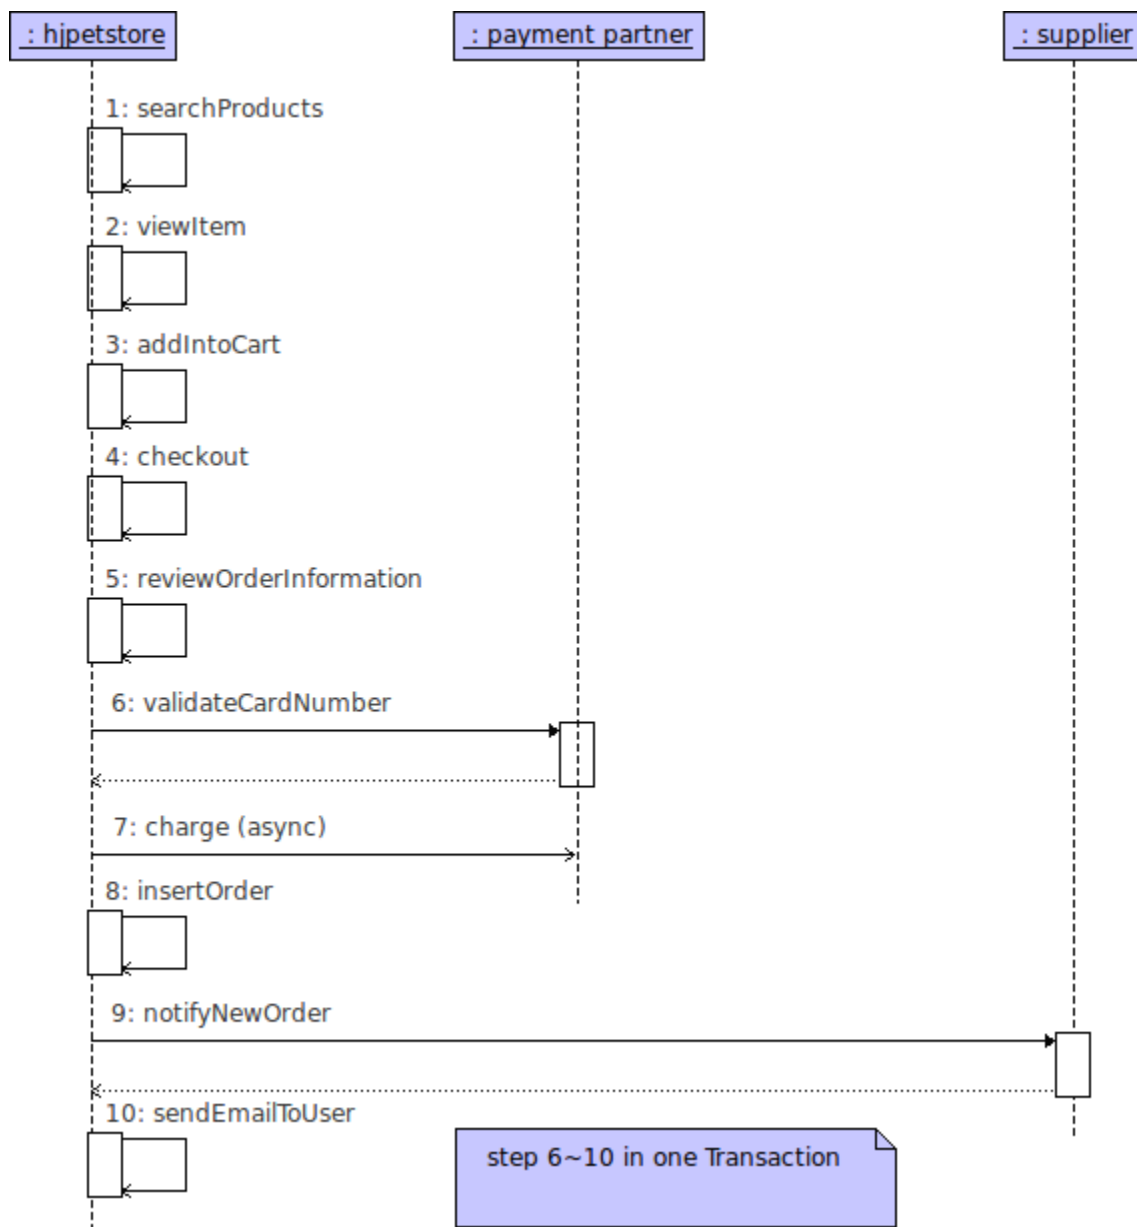 : hjpetstore
: payment partner
: supplier
1: searchProducts
2: viewItem
3: addIntoCart
4: checkout
5: reviewOrderInformation
6: validateCardNumber
7: charge (async)
8: insertOrder
9: notifyNewOrder
10: sendEmailToUser
step 6~10 in one Transaction